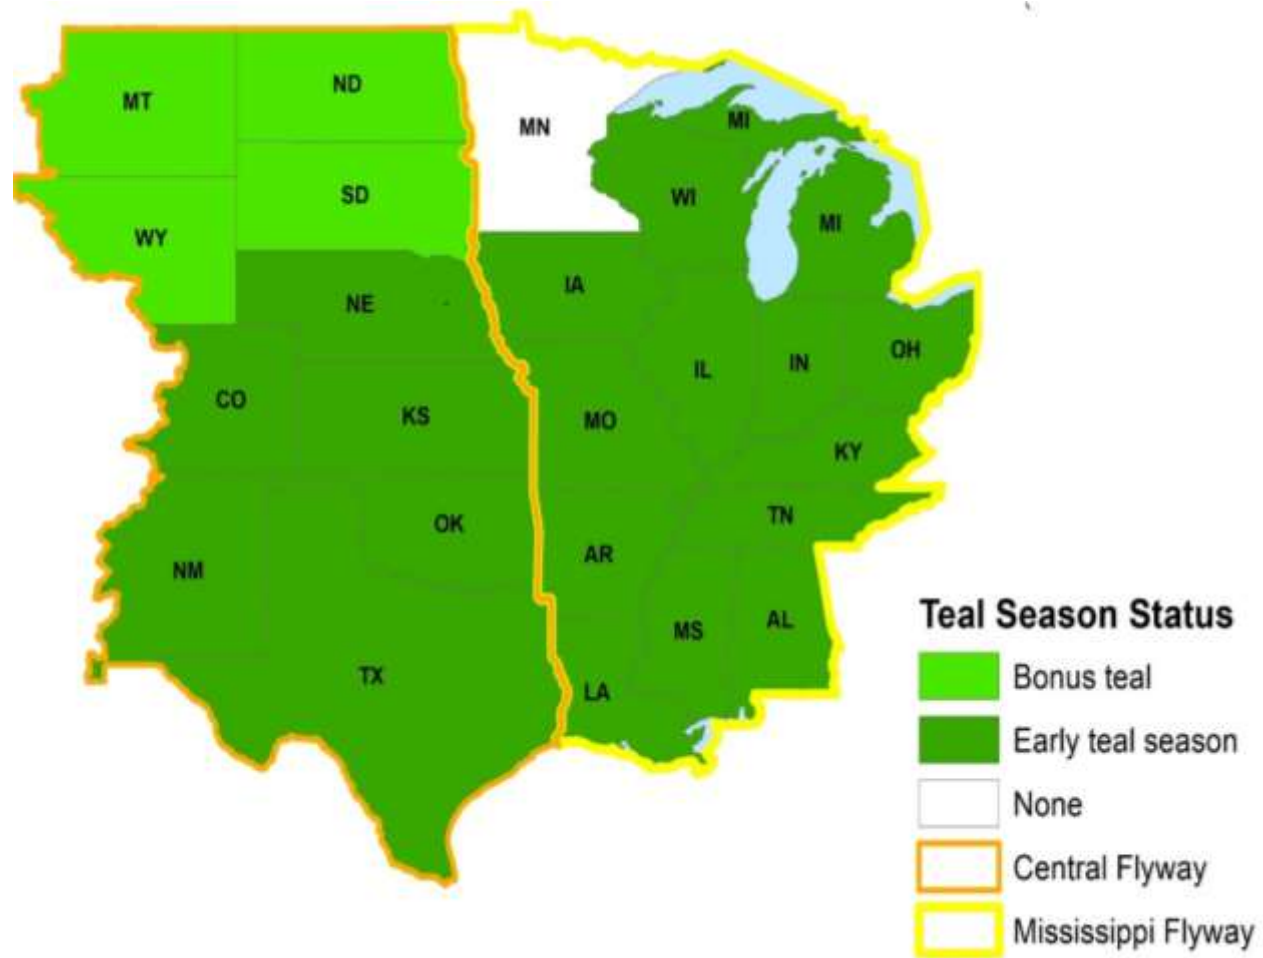 MT
ND
MN
MI
SD
WI
WY
MI
NE
IA
CO
KS
IL
IN
OH
MO
KY
NM
OK
AR
TN
TX
MS
AL
LA
Teal Season Status
Bonus teal
Early teal season
None
Central Flyway
Mississippi Flyway